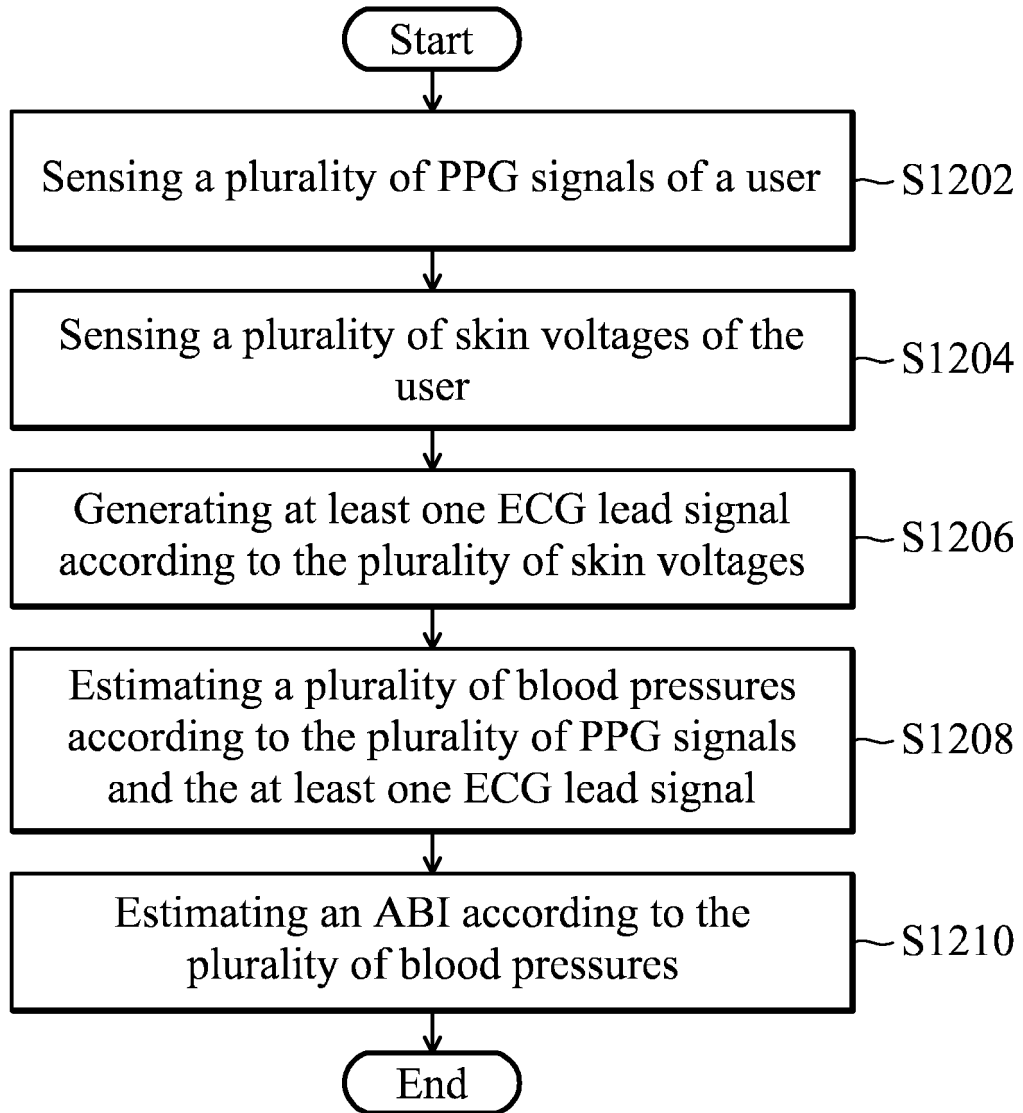 Start
Sensing a plurality of PPG signals of a user
S1202
Sensing a plurality of skin voltages of the
user
S1204
Generating at least one ECG lead signal
according to the plurality of skin voltages
S1206
Estimating a plurality of blood pressures
according to the plurality of PPG signals
and the at least one ECG lead signal
S1208
Estimating an ABI according to the
plurality of blood pressures
S1210
End